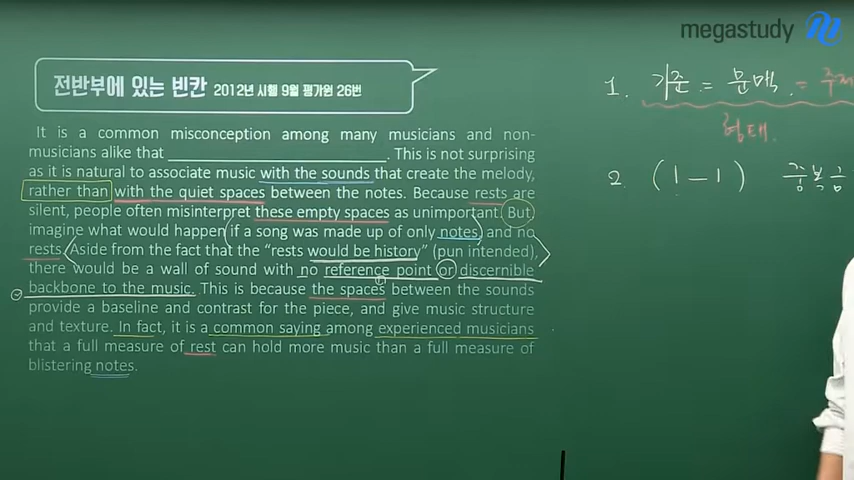 megastudy
전반부에 있는 빈칸 2012년 시행 9월 평가원 26번
It is a common misconception among many musicians and non-
musicians alike that ______________________________. This is not surprising
as it is natural to associate music with the sounds that create the melody,
rather than with the quiet spaces between the notes. Because rests are
silent, people often misinterpret these empty spaces as unimportant. But
imagine what would happen if a song was made up of only notes, and no
rests. Aside from the fact that the “rests would be history” (pun intended),
there would be a wall of sound with no reference point or discernible
backbone to the music. This is because the spaces between the sounds
provide a baseline and contrast for the piece, and give music structure
and texture. In fact, it is a common saying among experienced musicians
that a full measure of rest can hold more music than a full measure of
blistering notes.
1. 기준 = 문맥 = 주제
형태
2. (1-1) 중복